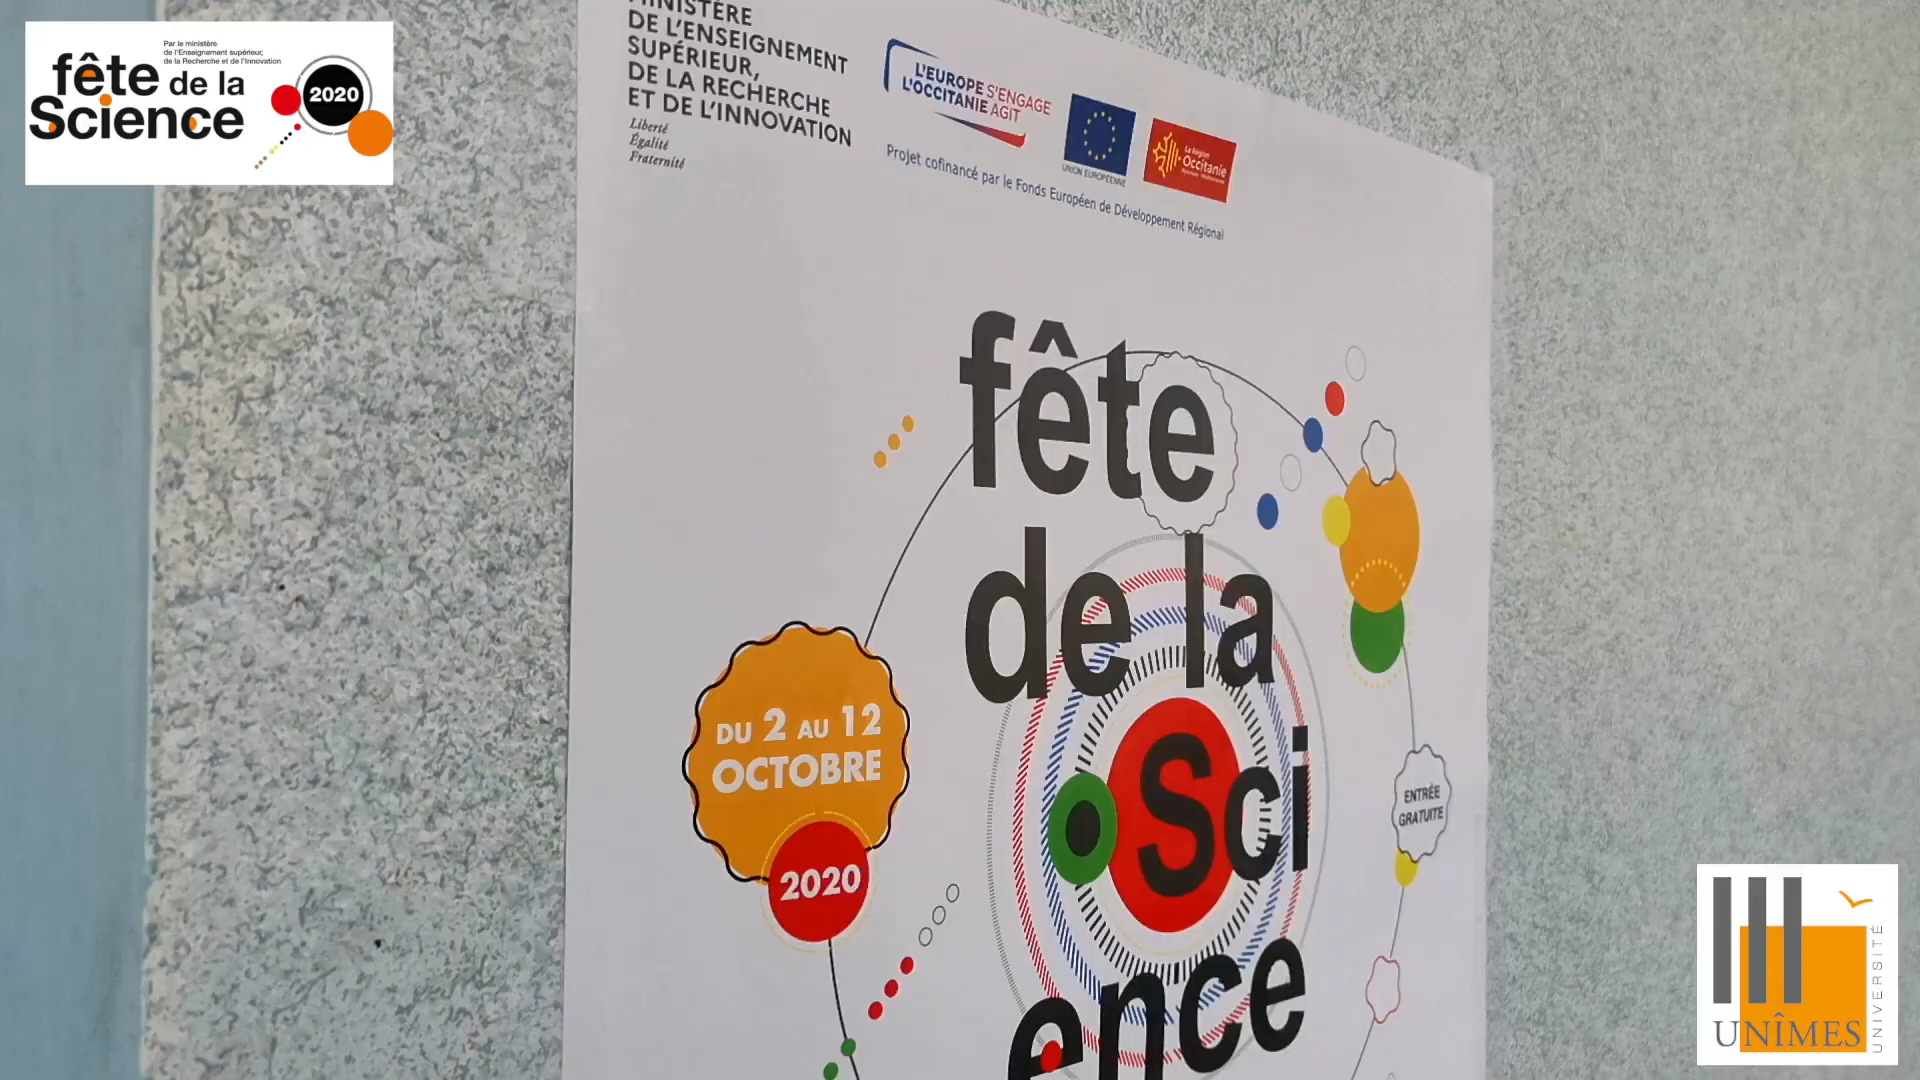 Par le ministère
de l'Enseignement supérieur,
de la Recherche et de l'Innovation
fête de la
Science
2020
MINISTÈRE
DE L'ENSEIGNEMENT
SUPÉRIEUR,
DE LA RECHERCHE
ET DE L'INNOVATION
Liberté
Égalité
Fraternité
L'EUROPE S'ENGAGE
L'OCCITANIE AGIT
UNION EUROPÉENNE
La Région
Occitanie
Pyrénées - Méditerranée
Projet cofinancé par le Fonds Européen de Développement Régional
fête
de la
Sci
ence
DU 2 AU 12
OCTOBRE
2020
ENTRÉE
GRATUITE
UNÎMES
UNIVERSITÉ